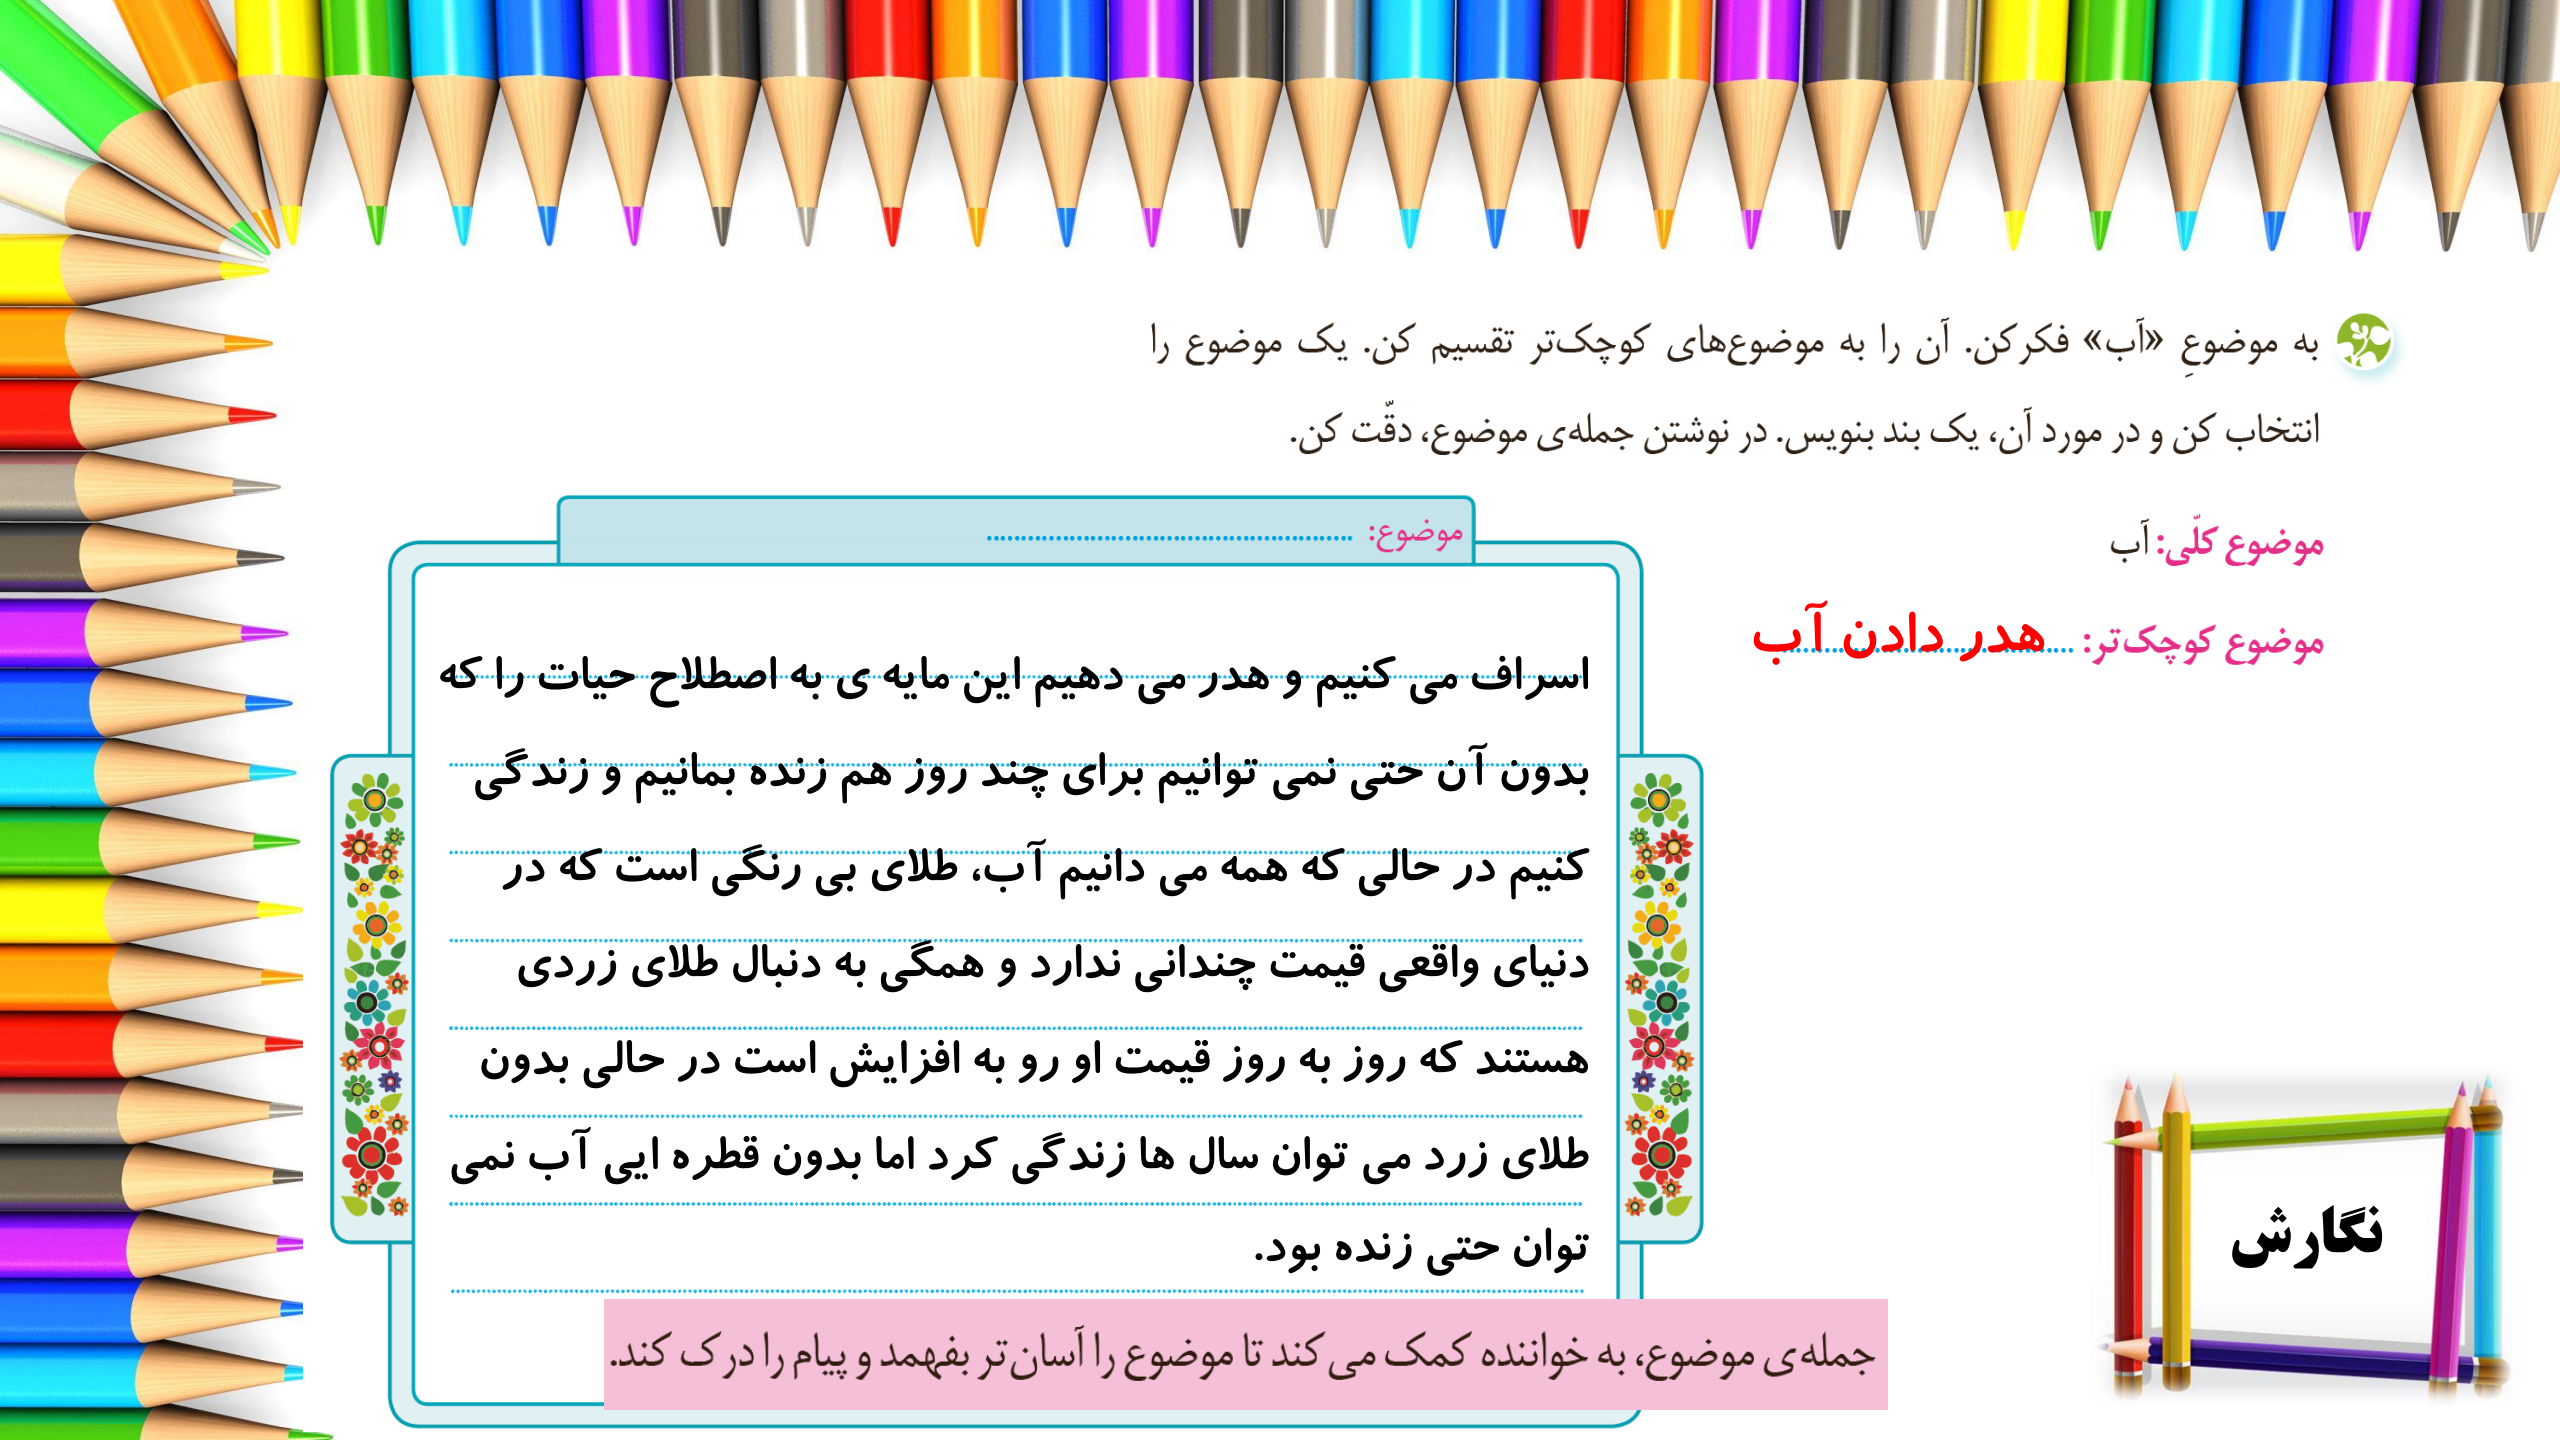 به موضوعِ «آب» فکرکن. آن را به موضوع‌های کوچک‌تر تقسیم کن. یک موضوع را
انتخاب کن و در مورد آن، یک بند بنویس. در نوشتن جمله‌ی موضوع، دقّت کن.
موضوع کلّی: آب
موضوع کوچک‌تر: هدر دادن آب
موضوع:
اسراف می کنیم و هدر می دهیم این مایه ی به اصطلاح حیات را که
بدون آن حتی نمی توانیم برای چند روز هم زنده بمانیم و زندگی
کنیم در حالی که همه می دانیم آب، طلای بی رنگی است که در
دنیای واقعی قیمت چندانی ندارد و همگی به دنبال طلای زردی
هستند که روز به روز قیمت او رو به افزایش است در حالی بدون
طلای زرد می توان سال ها زندگی کرد اما بدون قطره ایی آب نمی
توان حتی زنده بود.
جمله‌ی موضوع، به خواننده کمک می‌کند تا موضوع را آسان‌تر بفهمد و پیام را درک کند.
نگارش